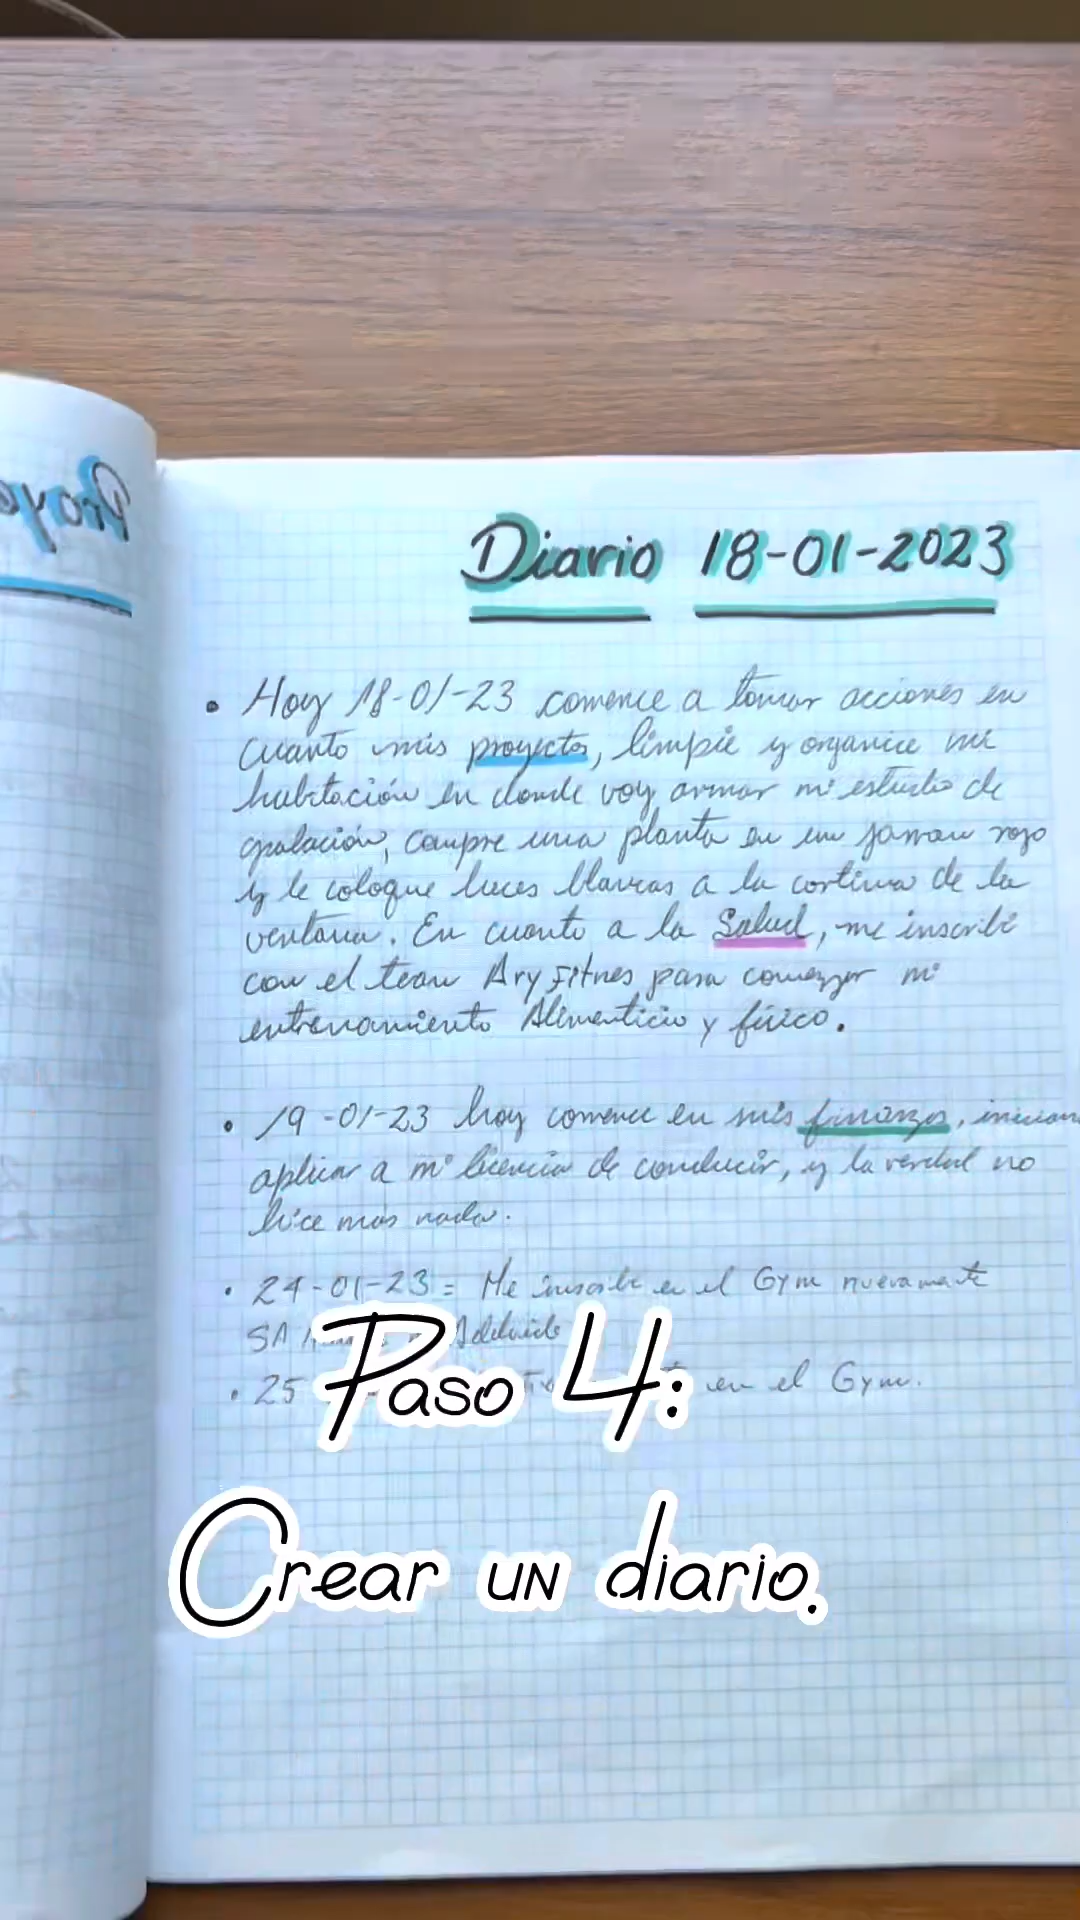 Proye
Diario 18-01-2023
• Hoy 18-01-23 comence a tomar acciones en
cuanto mis proyectos, limpie y organice mi
habitación en donde voy armar mi estudio de
grabación, compre una planta en un jarron rojo
y le coloque luces blancas a la cortina de la
ventana. En cuanto a la Salud, me inscribi
con el team Ary Fitnes para comenzar mi
entrenamiento Alimenticio y físico.
• 19-01-23 hoy comence en mis finanzas,
aplicar a mi licencia de conducir, y la verdad no
hice mas nada.
• 24-01-23 = Me inscribi en el Gym nuevamente
SA Adelaide
• 25 en el Gym.
Paso 4:
Crear un diario.